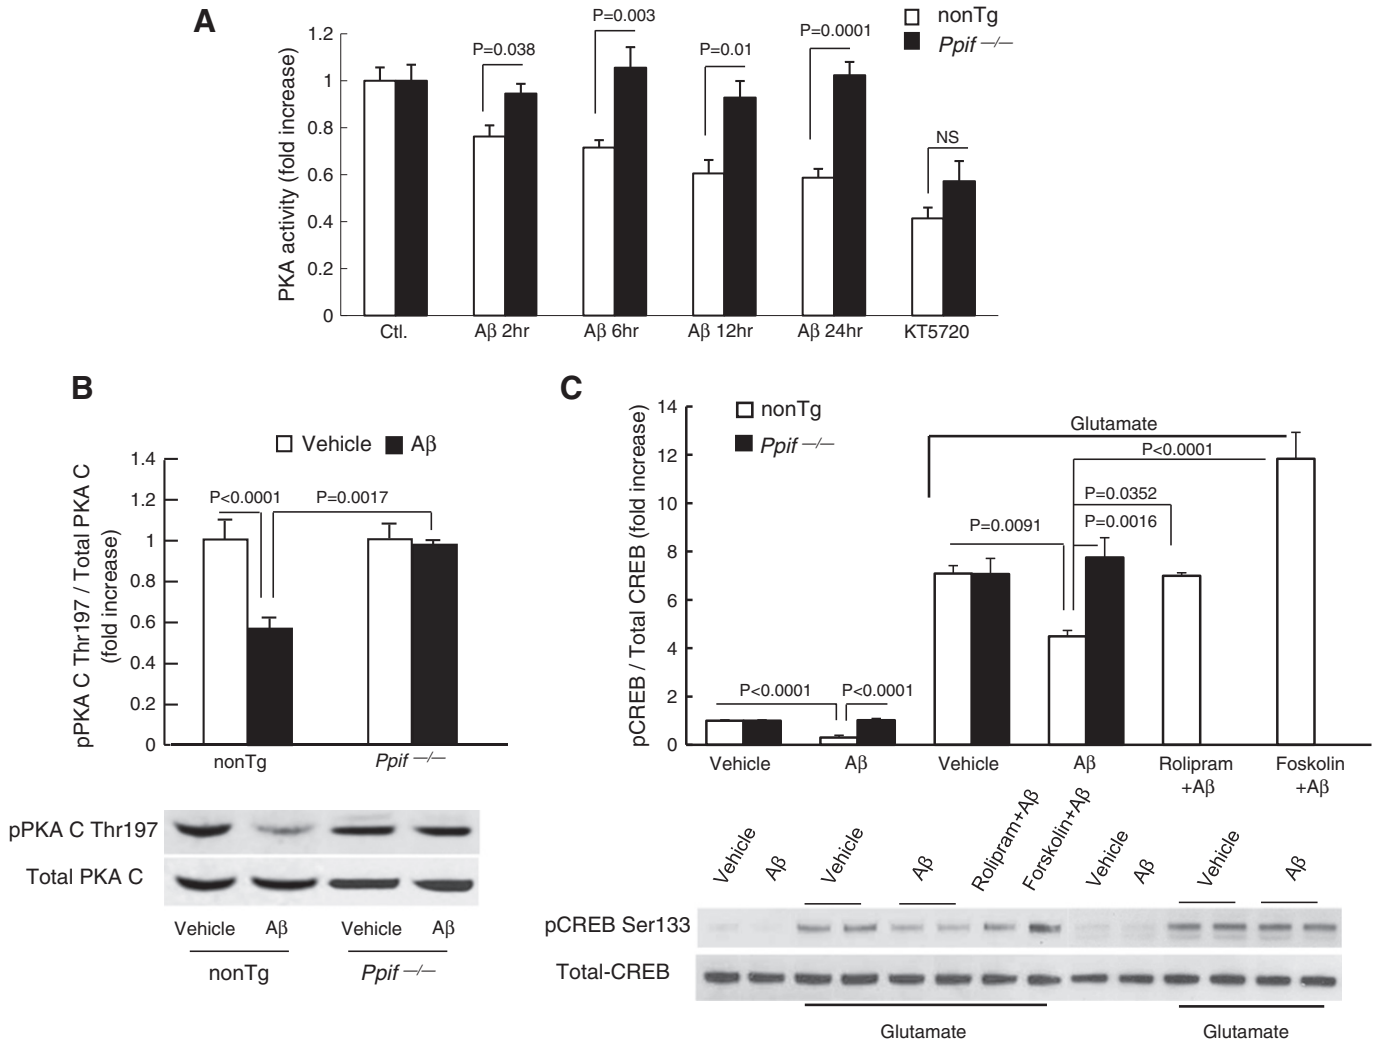 A
nonTg
Ppif −/−
PKA activity (fold increase)
1.2
1
0.8
0.6
0.4
0.2
0
P=0.038
P=0.003
P=0.01
P=0.0001
NS
Ctl.
Aβ 2hr
Aβ 6hr
Aβ 12hr
Aβ 24hr
KT5720
B
Vehicle
Aβ
pPKA C Thr197 / Total PKA C
(fold increase)
1.4
1.2
1
0.8
0.6
0.4
0.2
0
P<0.0001
P=0.0017
nonTg
Ppif −/−
pPKA C Thr197
Total PKA C
Vehicle
Aβ
Vehicle
Aβ
nonTg
Ppif −/−
C
nonTg
Ppif −/−
pCREB / Total CREB (fold increase)
14
12
10
8
6
4
2
0
Glutamate
P<0.0001
P=0.0352
P=0.0091
P=0.0016
P<0.0001
P<0.0001
Vehicle
Aβ
Vehicle
Aβ
Rolipram
+Aβ
Foskolin
+Aβ
Vehicle
Aβ
Vehicle
Aβ
Rolipram+Aβ
Forskolin+Aβ
Vehicle
Aβ
Vehicle
Aβ
pCREB Ser133
Total-CREB
Glutamate
Glutamate